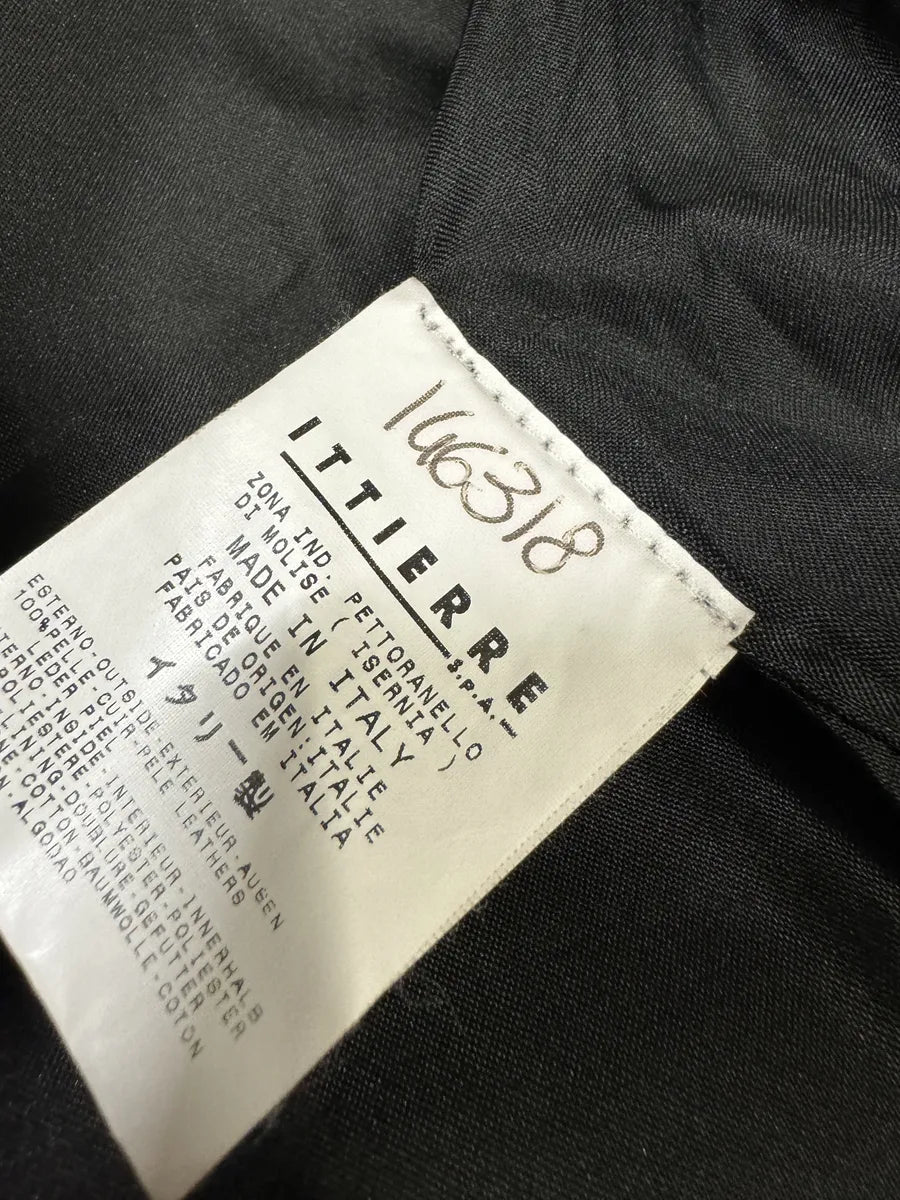 146318
ITTIERRE
S.P.A.
ZONA IND. PETTORANELLO
DI MOLISE (ISERNIA)
MADE IN ITALY
FABRIQUE EN ITALIE
PAIS DE ORIGEN:ITALIE
FABRICADO EM ITALIA
イタリー製
ESTERNO-OUTSIDE-EXTERIEUR-AUSEN
100%PELLE-CUIR-PELE LEATHERS
LEDER PIEL
INSIDE-INTERIEUR-INNERHALB
POLIESTERE-POLYESTER-POLIESTER
LINING-DOUBLURE-GEFUTTER
COTTON-BAUMWOLLE-COTON
ALGODAO